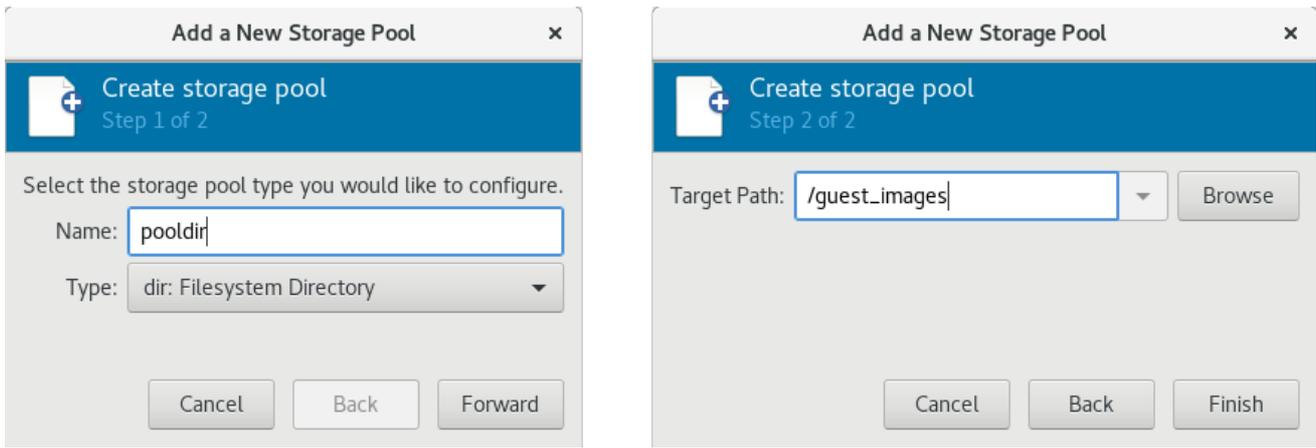 Add a New Storage Pool ×
Create storage pool
Step 1 of 2
Select the storage pool type you would like to configure.
Name: pooldir
Type: dir: Filesystem Directory
Cancel Back Forward
Add a New Storage Pool ×
Create storage pool
Step 2 of 2
Target Path: /guest_images Browse
Cancel Back Finish